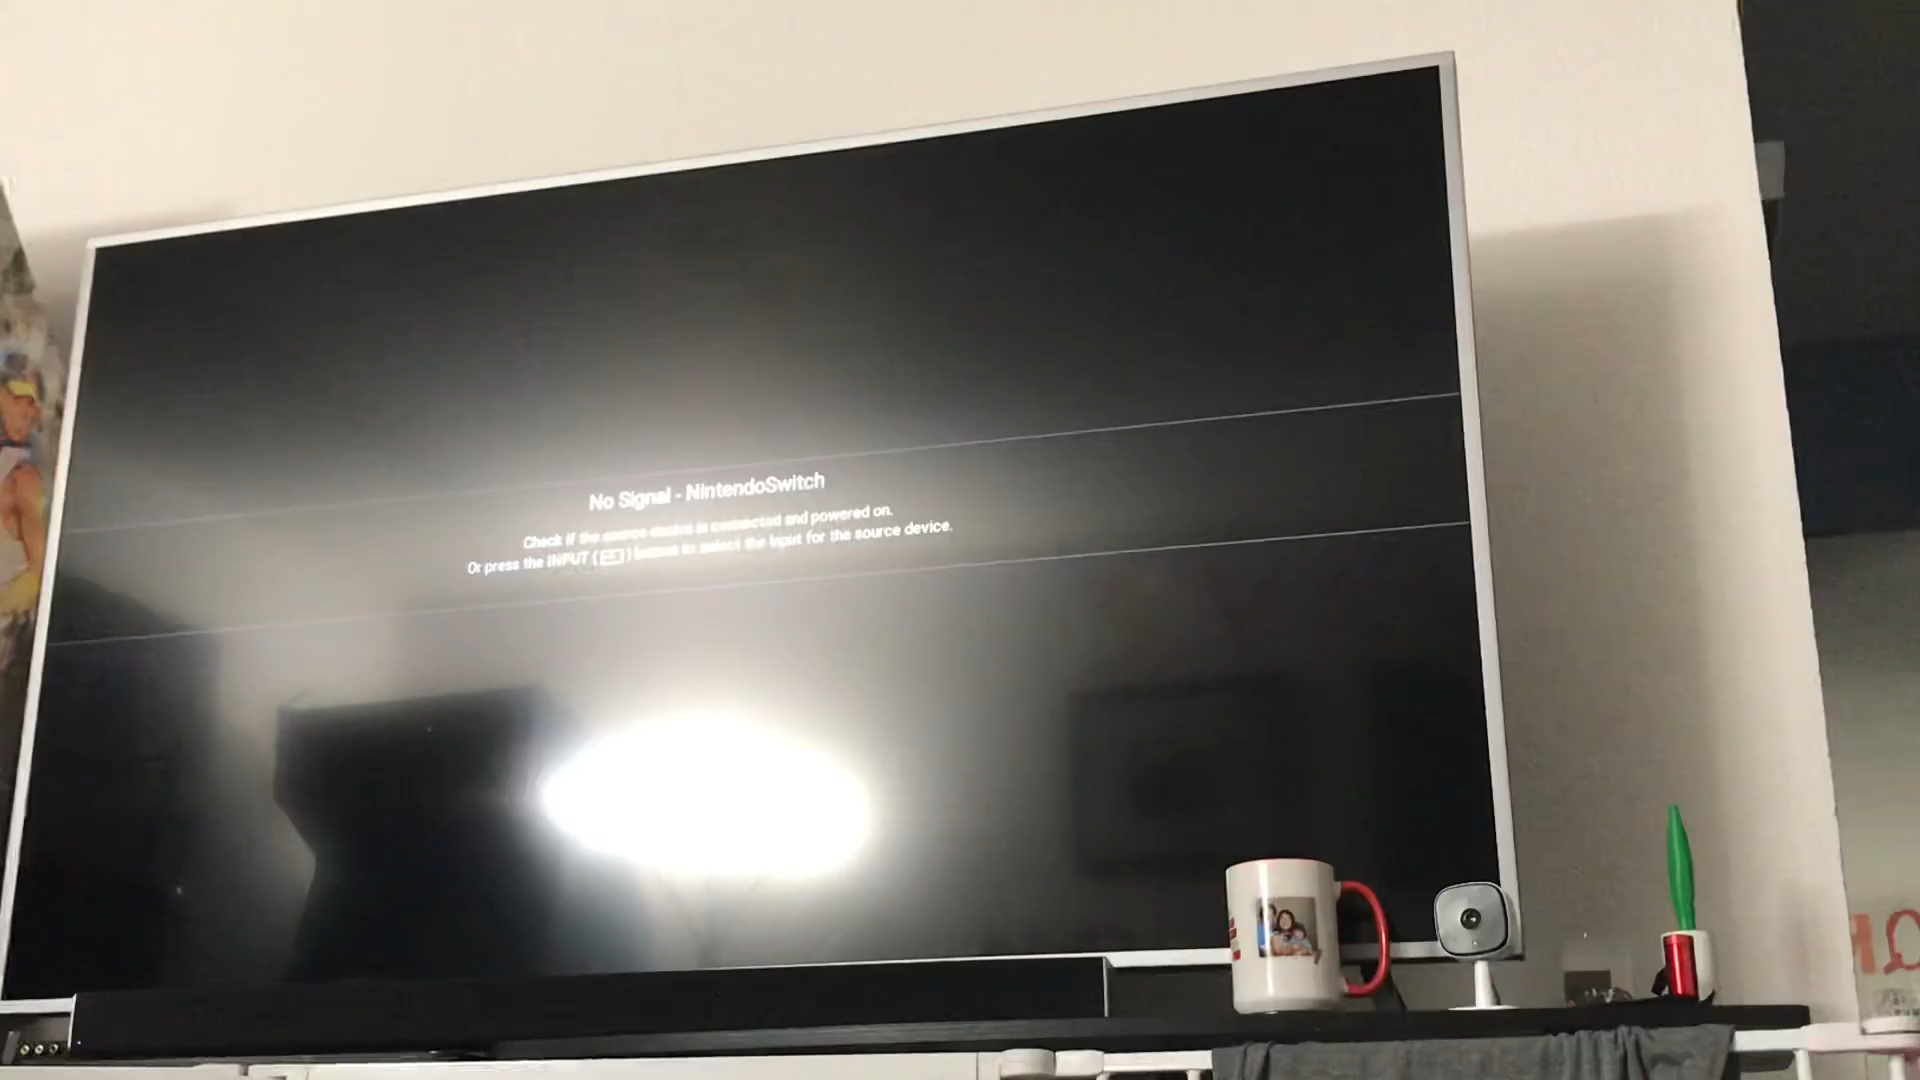 No Signal - NintendoSwitch
Check if the source device is connected and powered on.
Or press the INPUT ( ) button to select the input for the source device.